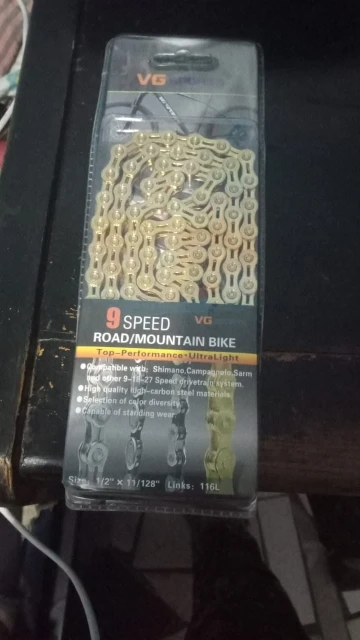 VG
9 SPEED
VG
ROAD/MOUNTAIN BIKE
Top-Performance·UltraLight
●Compatible with: Shimano,Campagnolo,Sarm
and other 9-18-27 Speed drivetrain system.
●High quality high-carbon steel materials.
●Selection of color diversity.
●Capable of standing wear.
Size: 1/2" X 11/128" Links: 116L